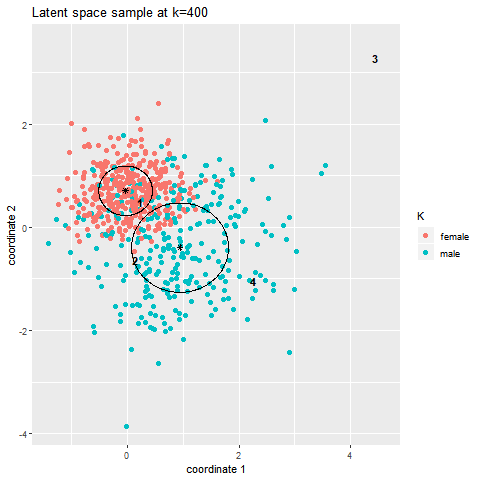 Latent space sample at k=400
3
2
1
0
2
4
-2
-4
0
2
4
coordinate 1
coordinate 2
K
female
male